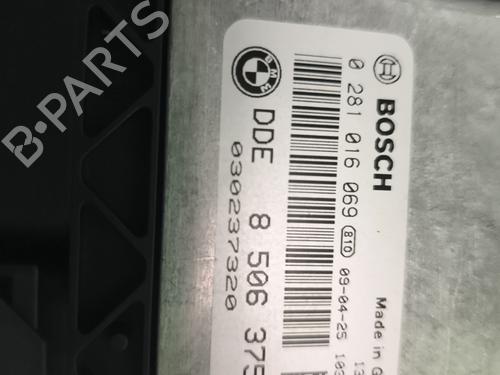 B-PARTS
BMW
DDE 8 506 375
030237320
BOSCH
0 281 016 069 810 09-04-25
Made in